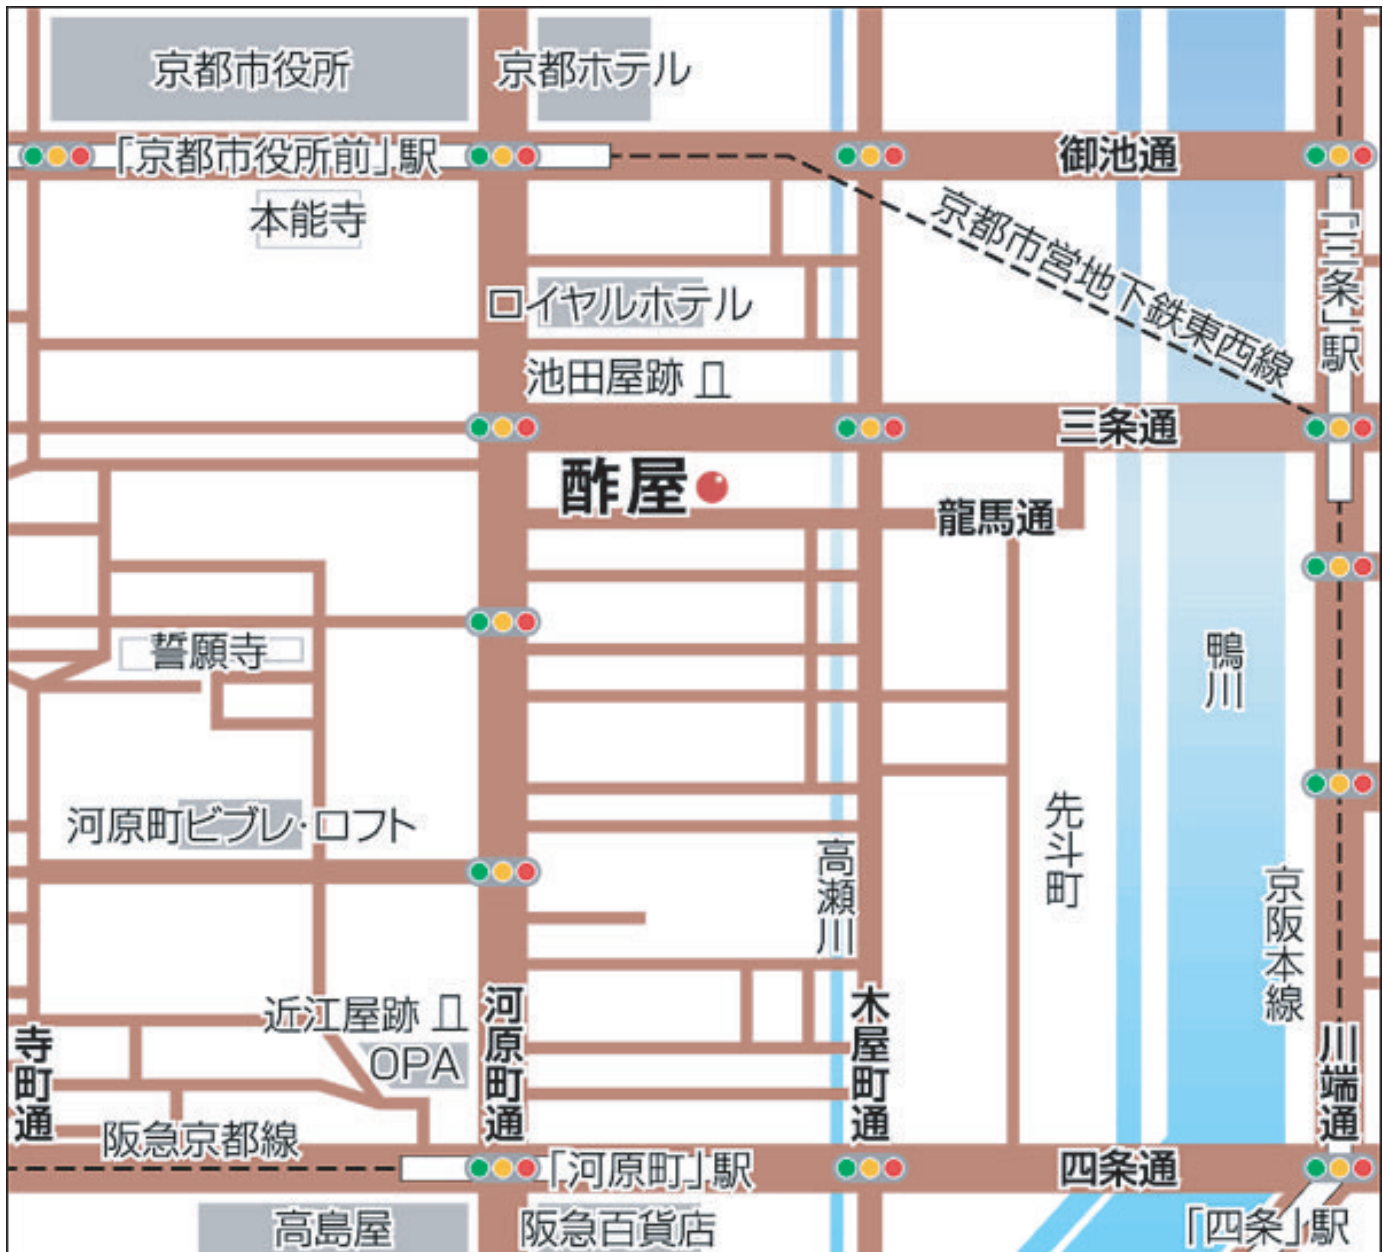 京都市役所
京都ホテル
「京都市役所前」駅
御池通
本能寺
京都市営地下鉄東西線
「三条」駅
ロイヤルホテル
池田屋跡
三条通
酢屋
龍馬通
誓願寺
鴨川
河原町ビブレ・ロフト
先斗町
高瀬川
京阪本線
近江屋跡
OPA
寺町通
河原町通
木屋町通
川端通
阪急京都線
「河原町」駅
四条通
高島屋
阪急百貨店
「四条」駅